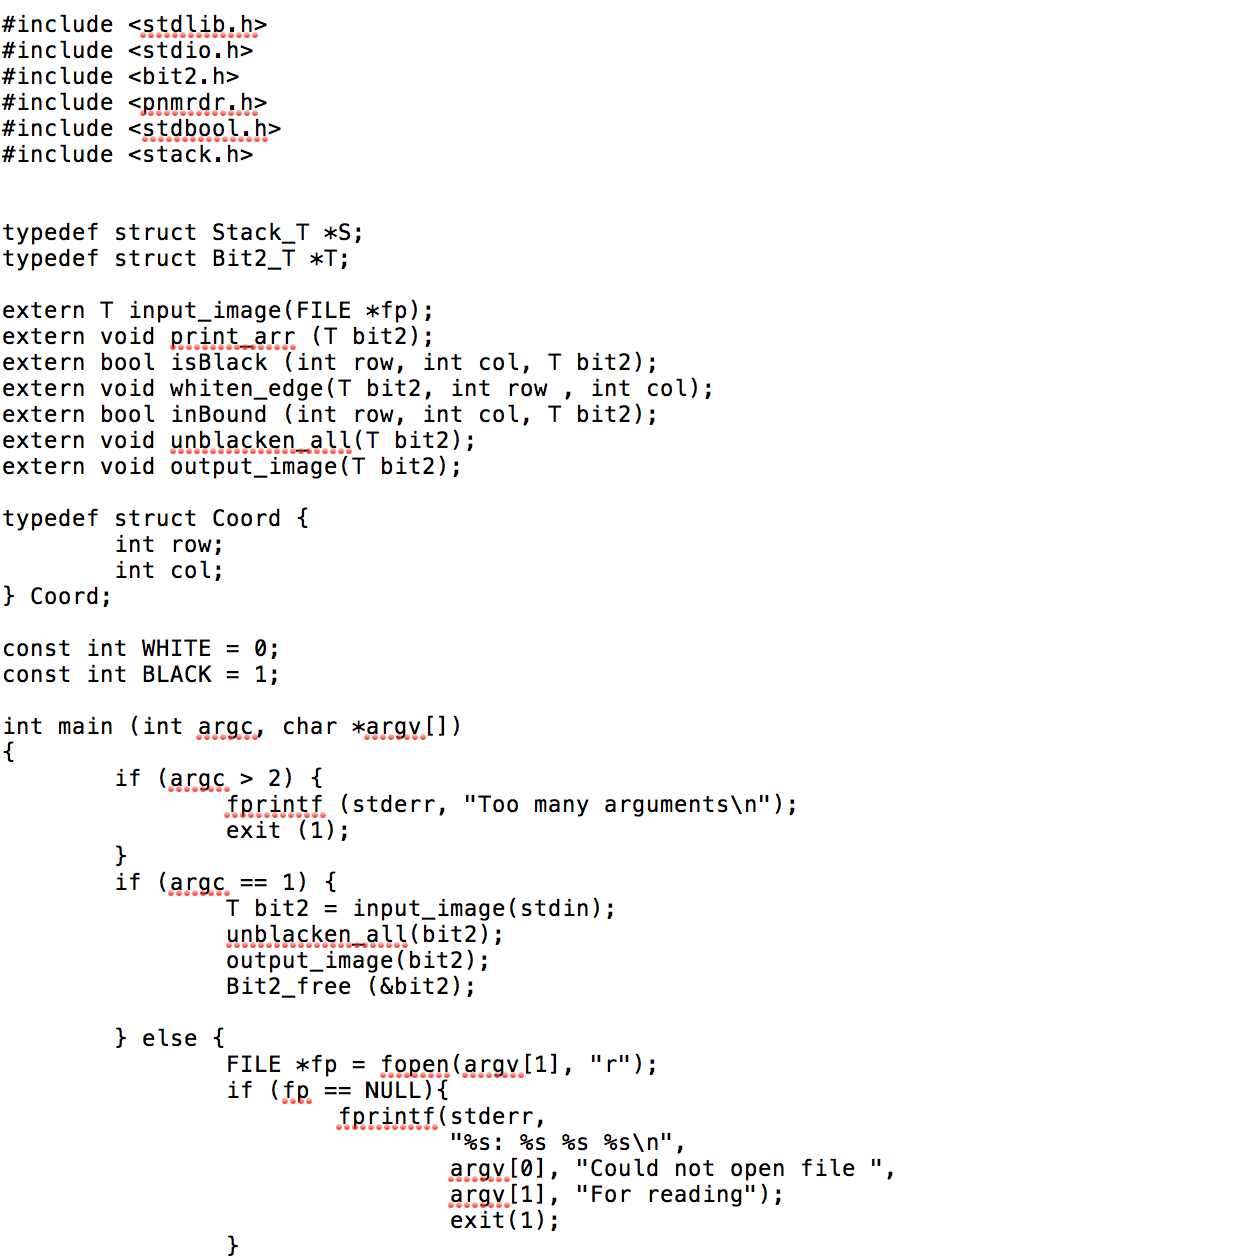 #include <stdlib.h>
#include <stdio.h>
#include <bit2.h>
#include <pnmrdr.h>
#include <stdbool.h>
#include <stack.h>
typedef struct Stack_T *S;
typedef struct Bit2_T *T;
extern T input_image(FILE *fp);
extern void print_arr (T bit2);
extern bool isBlack (int row, int col, T bit2);
extern void whiten_edge(T bit2, int row , int col);
extern bool inBound (int row, int col, T bit2);
extern void unblacken_all(T bit2);
extern void output_image(T bit2);
typedef struct Coord {
        int row;
        int col;
} Coord;
const int WHITE = 0;
const int BLACK = 1;
int main (int argc, char *argv[])
{
        if (argc > 2) {
                fprintf (stderr, "Too many arguments\n");
                exit (1);
        }
        if (argc == 1) {
                T bit2 = input_image(stdin);
                unblacken_all(bit2);
                output_image(bit2);
                Bit2_free (&bit2);
        } else {
                FILE *fp = fopen(argv[1], "r");
                if (fp == NULL){
                        fprintf(stderr,
                                "%s: %s %s %s\n",
                                argv[0], "Could not open file ",
                                argv[1], "For reading");
                                exit(1);
                }